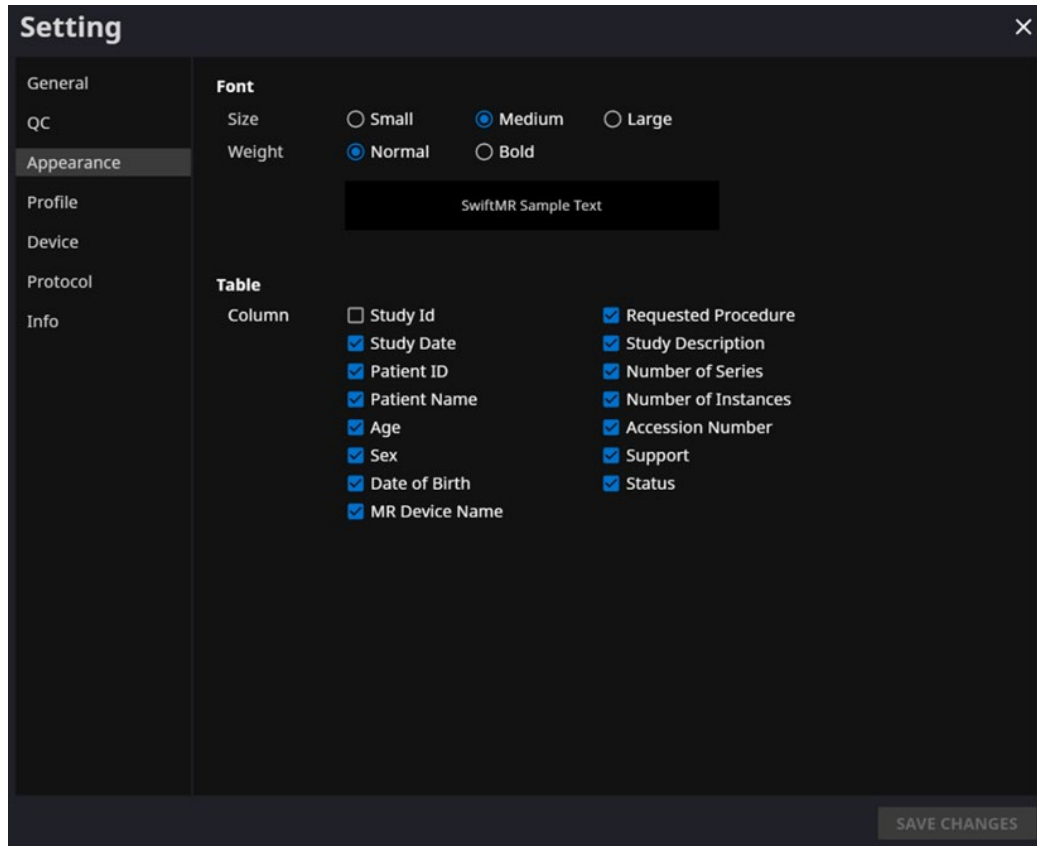 Setting
General
QC
Appearance
Profile
Device
Protocol
Info
Font
Size Small Medium Large
Weight Normal Bold
SwiftMR Sample Text
Table
Column Study Id Requested Procedure
Study Date Study Description
Patient ID Number of Series
Patient Name Number of Instances
Age Accession Number
Sex Support
Date of Birth Status
MR Device Name
SAVE CHANGES